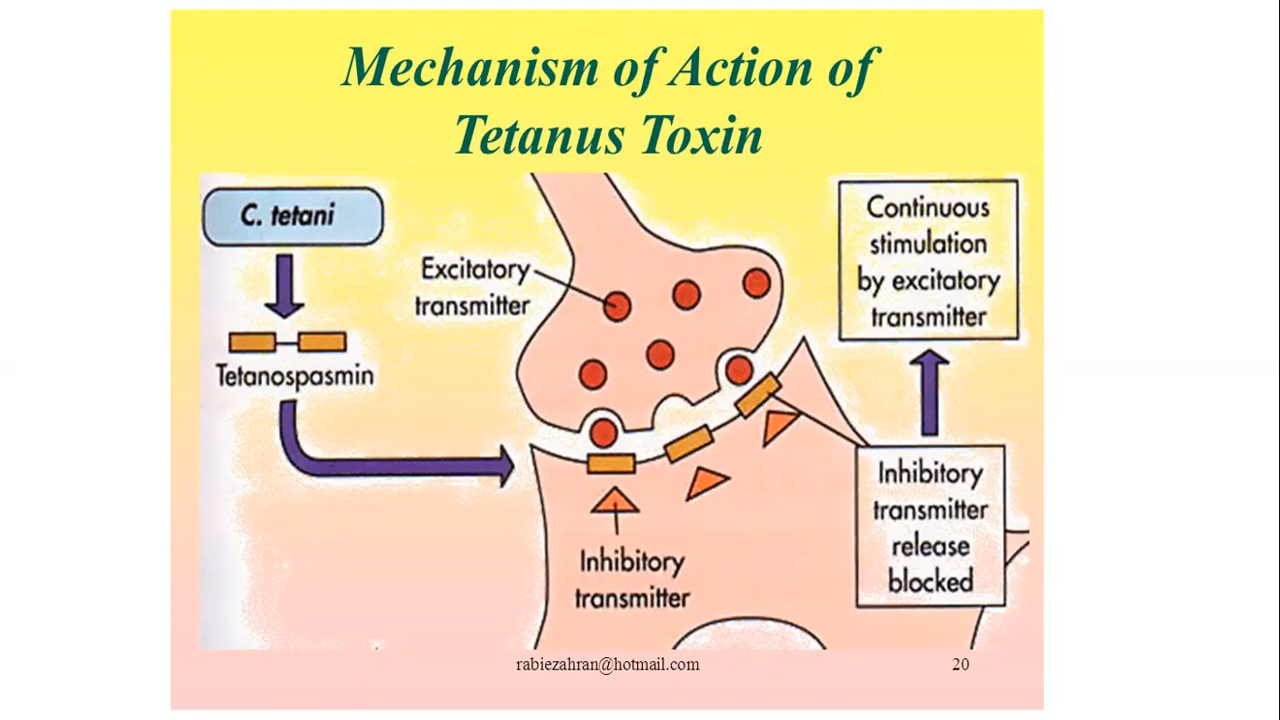 Mechanism of Action of
Tetanus Toxin
C. tetani
Tetanospasmin
Excitatory
transmitter
Inhibitory
transmitter
Continuous
stimulation
by excitatory
transmitter
Inhibitory
transmitter
release
blocked
rabiezahran@hotmail.com
20